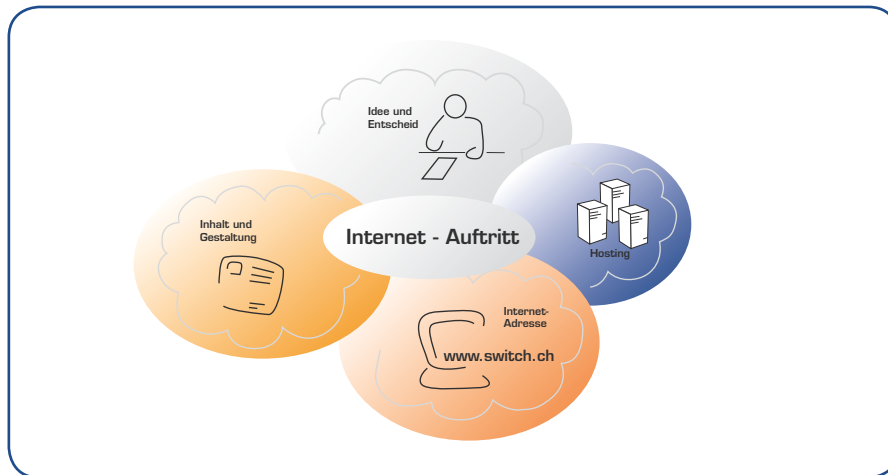 Idee und
Entscheid
Inhalt und
Gestaltung
Internet - Auftritt
Hosting
Internet-
Adresse
www.switch.ch